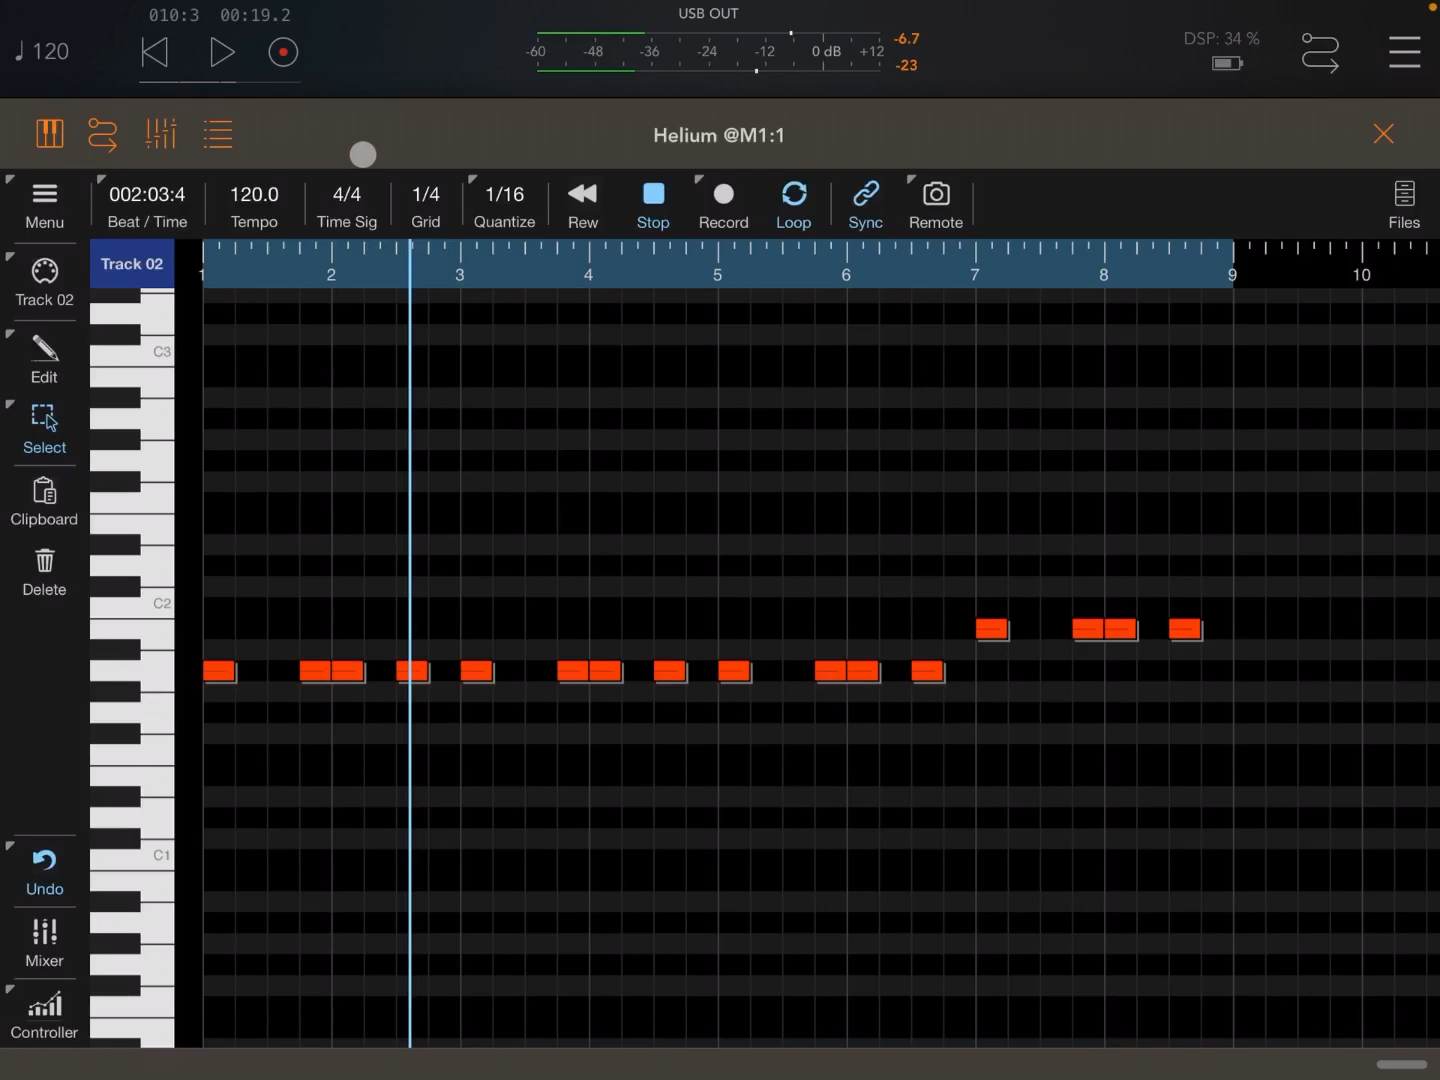 010:3 00:19.2
USB OUT
120
-60 -48 -36 -24 -12 0 dB +12
-6.7
-23
DSP: 34 %
Helium @M1:1
Menu
002:03:4
Beat / Time
120.0
Tempo
4/4
Time Sig
1/4
Grid
1/16
Quantize
Rew
Stop
Record
Loop
Sync
Remote
Files
Track 02
1 2 3 4 5 6 7 8 9 10
Track 02
Edit
Select
Clipboard
Delete
Undo
Mixer
Controller
C3
C2
C1